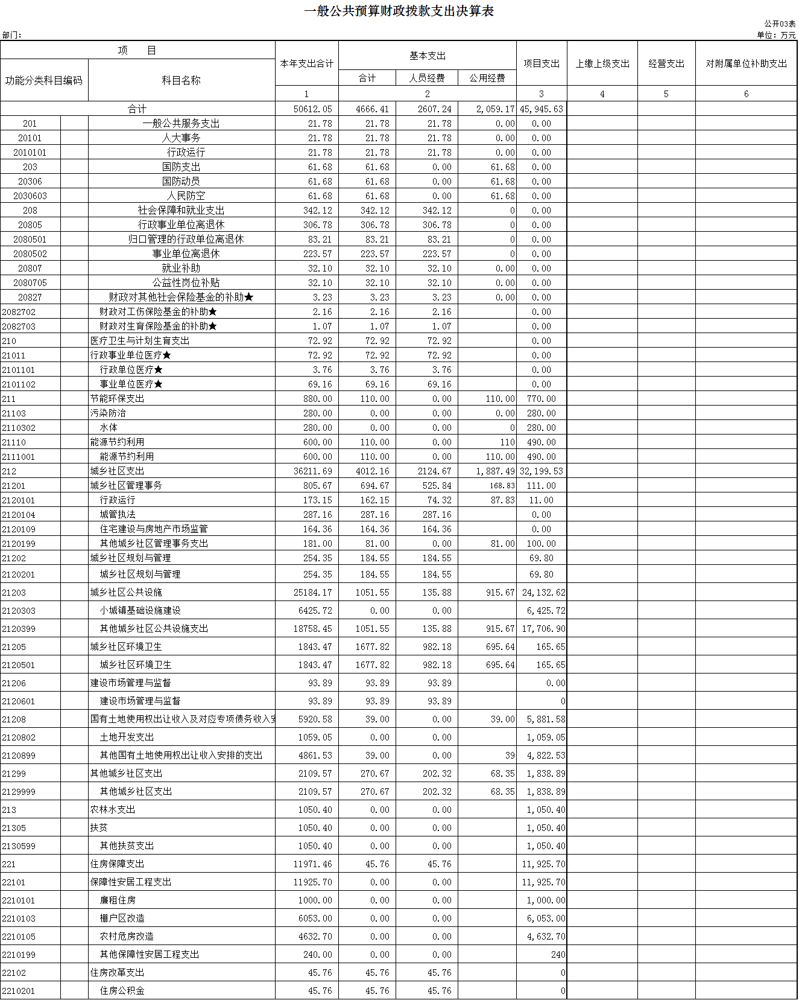 一般公共预算财政拨款支出决算表
公开03表
部门： 单位：万元
项 目 本年支出合计 基本支出 项目支出 上缴上级支出 经营支出 对附属单位补助支出
功能分类科目编码 科目名称 合计 人员经费 公用经费
1 2 3 4 5 6
合计 50612.05 4666.41 2607.24 2,059.17 45,945.63
201 一般公共服务支出 21.78 21.78 21.78 0.00 0.00
20101 人大事务 21.78 21.78 21.78 0.00 0.00
2010101 行政运行 21.78 21.78 21.78 0.00 0.00
203 国防支出 61.68 61.68 0.00 61.68 0.00
20306 国防动员 61.68 61.68 0.00 61.68 0.00
2030603 人民防空 61.68 61.68 0.00 61.68 0.00
208 社会保障和就业支出 342.12 342.12 342.12 0 0.00
20805 行政事业单位离退休 306.78 306.78 306.78 0 0.00
2080501 归口管理的行政单位离退休 83.21 83.21 83.21 0 0.00
2080502 事业单位离退休 223.57 223.57 223.57 0 0.00
20807 就业补助 32.10 32.10 32.10 0.00 0.00
2080705 公益性岗位补贴 32.10 32.10 32.10 0.00 0.00
20827 财政对其他社会保险基金的补助★ 3.23 3.23 3.23 0.00 0.00
2082702 财政对工伤保险基金的补助★ 2.16 2.16 2.16 0.00
2082703 财政对生育保险基金的补助★ 1.07 1.07 1.07 0.00
210 医疗卫生与计划生育支出 72.92 72.92 72.92 0.00
21011 行政事业单位医疗★ 72.92 72.92 72.92 0.00
2101101 行政单位医疗★ 3.76 3.76 3.76 0.00
2101102 事业单位医疗★ 69.16 69.16 69.16 0.00
211 节能环保支出 880.00 110.00 0.00 110.00 770.00
21103 污染防治 280.00 0.00 0.00 0.00 280.00
2110302 水体 280.00 0.00 0.00 0 280.00
21110 能源节约利用 600.00 110.00 0.00 110 490.00
2111001 能源节约利用 600.00 110.00 0.00 110.00 490.00
212 城乡社区支出 36211.69 4012.16 2124.67 1,887.49 32,199.53
21201 城乡社区管理事务 805.67 694.67 525.84 168.83 111.00
2120101 行政运行 173.15 162.15 74.32 87.83 11.00
2120104 城管执法 287.16 287.16 287.16 0.00
2120109 住宅建设与房地产市场监管 164.36 164.36 164.36 0.00
2120199 其他城乡社区管理事务支出 181.00 81.00 0.00 81.00 100.00
21202 城乡社区规划与管理 254.35 184.55 184.55 69.80
2120201 城乡社区规划与管理 254.35 184.55 184.55 69.80
21203 城乡社区公共设施 25184.17 1051.55 135.88 915.67 24,132.62
2120303 小城镇基础设施建设 6425.72 0.00 0.00 6,425.72
2120399 其他城乡社区公共设施支出 18758.45 1051.55 135.88 915.67 17,706.90
21205 城乡社区环境卫生 1843.47 1677.82 982.18 695.64 165.65
2120501 城乡社区环境卫生 1843.47 1677.82 982.18 695.64 165.65
21206 建设市场管理与监督 93.89 93.89 93.89 0.00
2120601 建设市场管理与监督 93.89 93.89 93.89 0
21208 国有土地使用权出让收入及对应专项债务收入安 5920.58 39.00 0.00 39.00 5,881.58
2120802 土地开发支出 1059.05 0.00 0.00 1,059.05
2120899 其他国有土地使用权出让收入安排的支出 4861.53 39.00 0.00 39 4,822.53
21299 其他城乡社区支出 2109.57 270.67 202.32 68.35 1,838.89
2129999 其他城乡社区支出 2109.57 270.67 202.32 68.35 1,838.89
213 农林水支出 1050.40 0.00 0.00 1,050.40
21305 扶贫 1050.40 0.00 0.00 1,050.40
2130599 其他扶贫支出 1050.40 0.00 0.00 1,050.40
221 住房保障支出 11971.46 45.76 45.76 11,925.70
22101 保障性安居工程支出 11925.70 0.00 0.00 11,925.70
2210101 廉租住房 1000.00 0.00 0.00 1,000.00
2210103 棚户区改造 6053.00 0.00 0.00 6,053.00
2210105 农村危房改造 4632.70 0.00 0.00 4,632.70
2210199 其他保障性安居工程支出 240.00 0.00 0.00 240
22102 住房改革支出 45.76 45.76 45.76 0
2210201 住房公积金 45.76 45.76 45.76 0